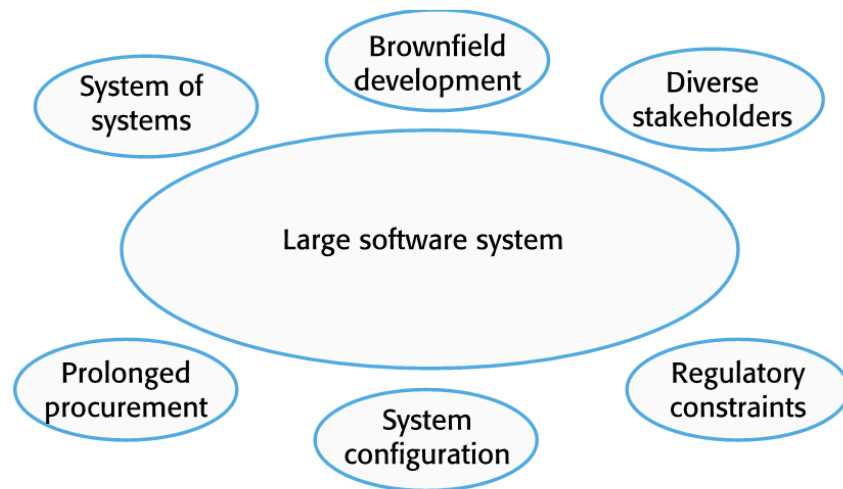 Brownfield
development
System of
systems
Diverse
stakeholders
Large software system
Prolonged
procurement
System
configuration
Regulatory
constraints